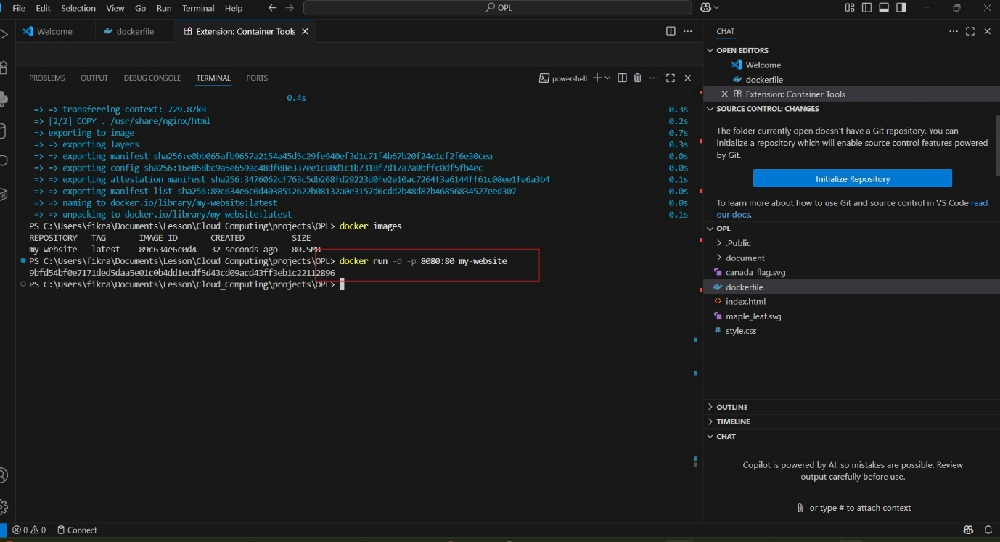 File Edit Selection View Go Run Terminal Help OPL
Welcome dockerfile Extension: Container Tools
PROBLEMS OUTPUT DEBUG CONSOLE TERMINAL PORTS powershell
0.4s
=> => transferring context: 729.87kB 0.3s
=> [2/2] COPY . /usr/share/nginx/html 0.2s
=> exporting to image 0.7s
=> => exporting layers 0.3s
=> => exporting manifest sha256:e0bb065afb9657a2154a45d5c29fe940ef3d1c71f4b67b20f24e1cf2f6e30cea 0.0s
=> => exporting config sha256:16e858bc9a5e659ac48df08e337ee1c80d1c1b7318f7d17a7a0bffc0df5fb4ec 0.0s
=> => exporting attestation manifest sha256:3476062cf763c5db268fd29223d0fe2e10ac7264f3a6144ff61c08ee1fe6a3b4 0.1s
=> => exporting manifest list sha256:89c634e6c0d4038512622b08132a0e3157d6cdd2b48d87b46856834527eed307 0.0s
=> => naming to docker.io/library/my-website:latest 0.0s
=> => unpacking to docker.io/library/my-website:latest 0.1s
PS C:\Users\fikra\Documents\Lesson\Cloud_Computing\projects\OPL> docker images
REPOSITORY TAG IMAGE ID CREATED SIZE
my-website latest 89c634e6c0d4 32 seconds ago 80.5MB
PS C:\Users\fikra\Documents\Lesson\Cloud_Computing\projects\OPL> docker run -d -p 8080:80 my-website
9bfd54bf0e7171ded5daa5e01c0b4dd1ecdf5d43cd09acd43ff3eb1c22112896
PS C:\Users\fikra\Documents\Lesson\Cloud_Computing\projects\OPL>
CHAT
OPEN EDITORS
Welcome
dockerfile
Extension: Container Tools
SOURCE CONTROL: CHANGES
The folder currently open doesn't have a Git repository. You can
initialize a repository which will enable source control features powered
by Git.
Initialize Repository
To learn more about how to use Git and source control in VS Code read
our docs.
OPL
.Public
document
canada_flag.svg
dockerfile
index.html
maple_leaf.svg
style.css
OUTLINE
TIMELINE
CHAT
Copilot is powered by AI, so mistakes are possible. Review
output carefully before use.
or type # to attach context
0 0 Connect